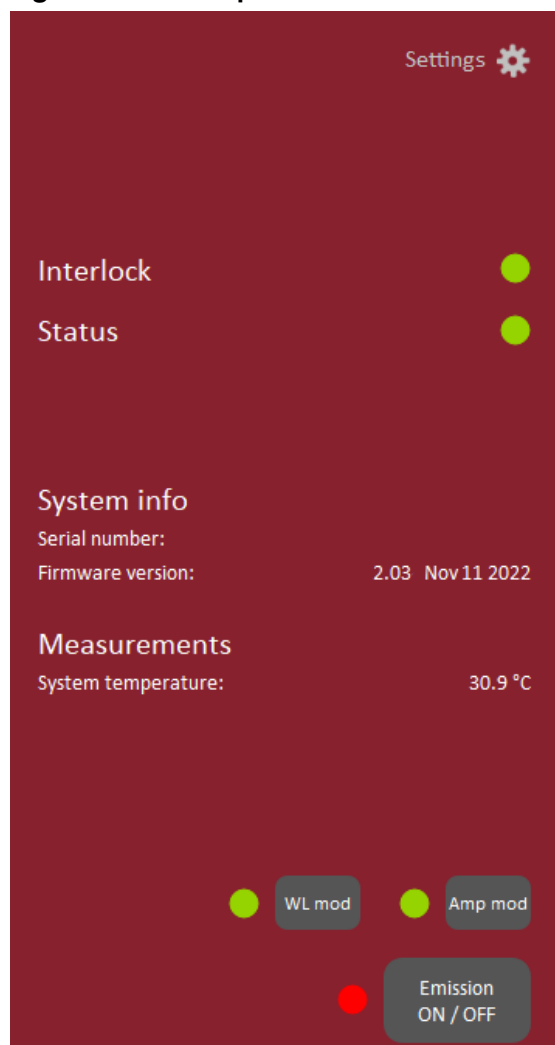 Settings
Interlock
Status
System info
Serial number:
Firmware version: 2.03 Nov 11 2022
Measurements
System temperature: 30.9 °C
WL mod Amp mod
Emission
ON / OFF